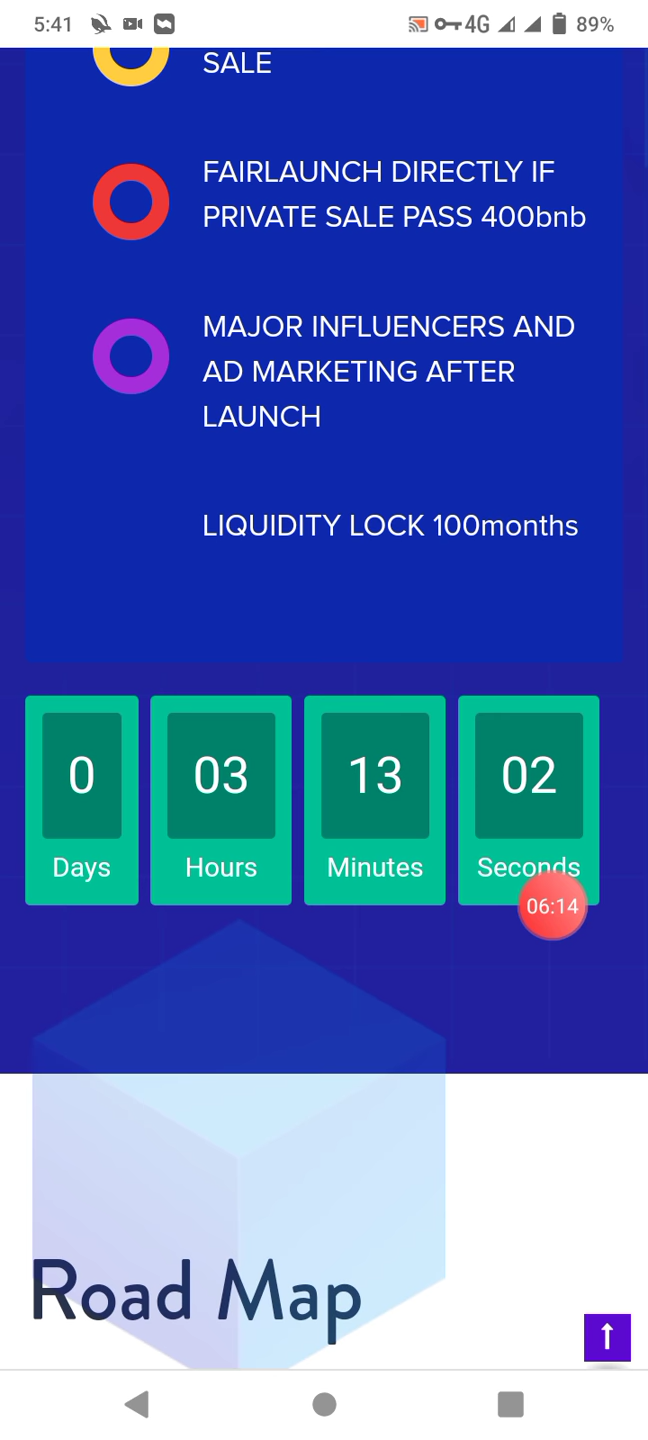 5:41 4G 89%
SALE
FAIRLAUNCH DIRECTLY IF
PRIVATE SALE PASS 400bnb
MAJOR INFLUENCERS AND
AD MARKETING AFTER
LAUNCH
LIQUIDITY LOCK 100months
0 03 13 02
Days Hours Minutes Seconds
06:14
Road Map